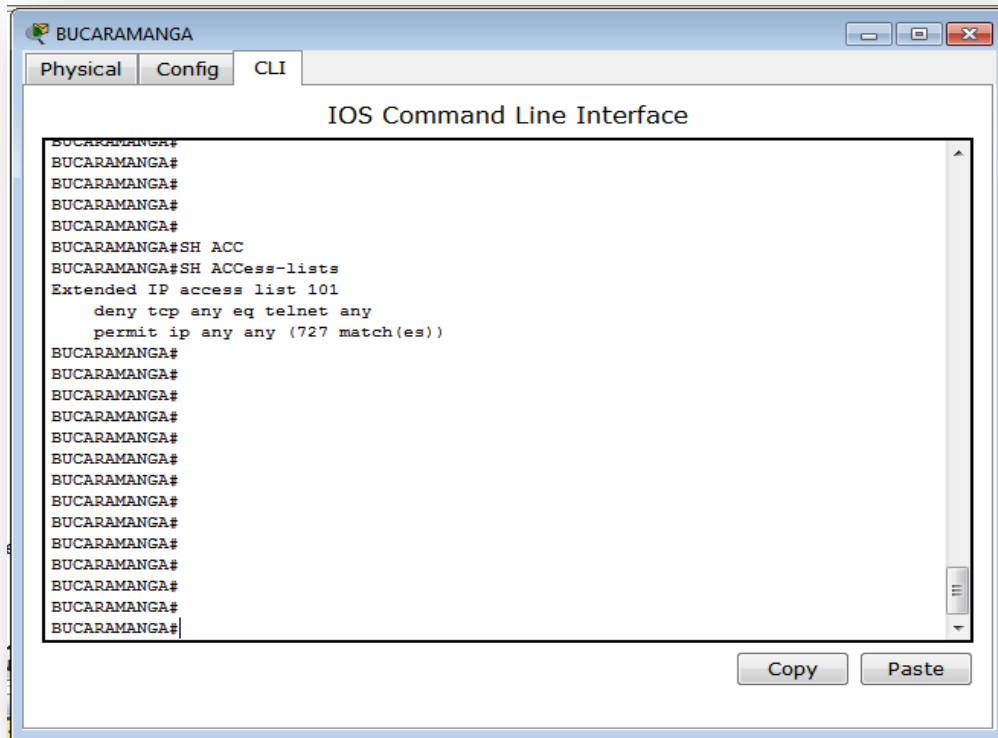 BUCARAMANGA
Physical Config CLI
IOS Command Line Interface
BUCARAMANGA#
BUCARAMANGA#
BUCARAMANGA#
BUCARAMANGA#
BUCARAMANGA#
BUCARAMANGA#SH ACC
BUCARAMANGA#SH ACCess-lists
Extended IP access list 101
    deny tcp any eq telnet any
    permit ip any any (727 match(es))
BUCARAMANGA#
BUCARAMANGA#
BUCARAMANGA#
BUCARAMANGA#
BUCARAMANGA#
BUCARAMANGA#
BUCARAMANGA#
BUCARAMANGA#
BUCARAMANGA#
BUCARAMANGA#
BUCARAMANGA#
BUCARAMANGA#
BUCARAMANGA#
BUCARAMANGA#
Copy Paste